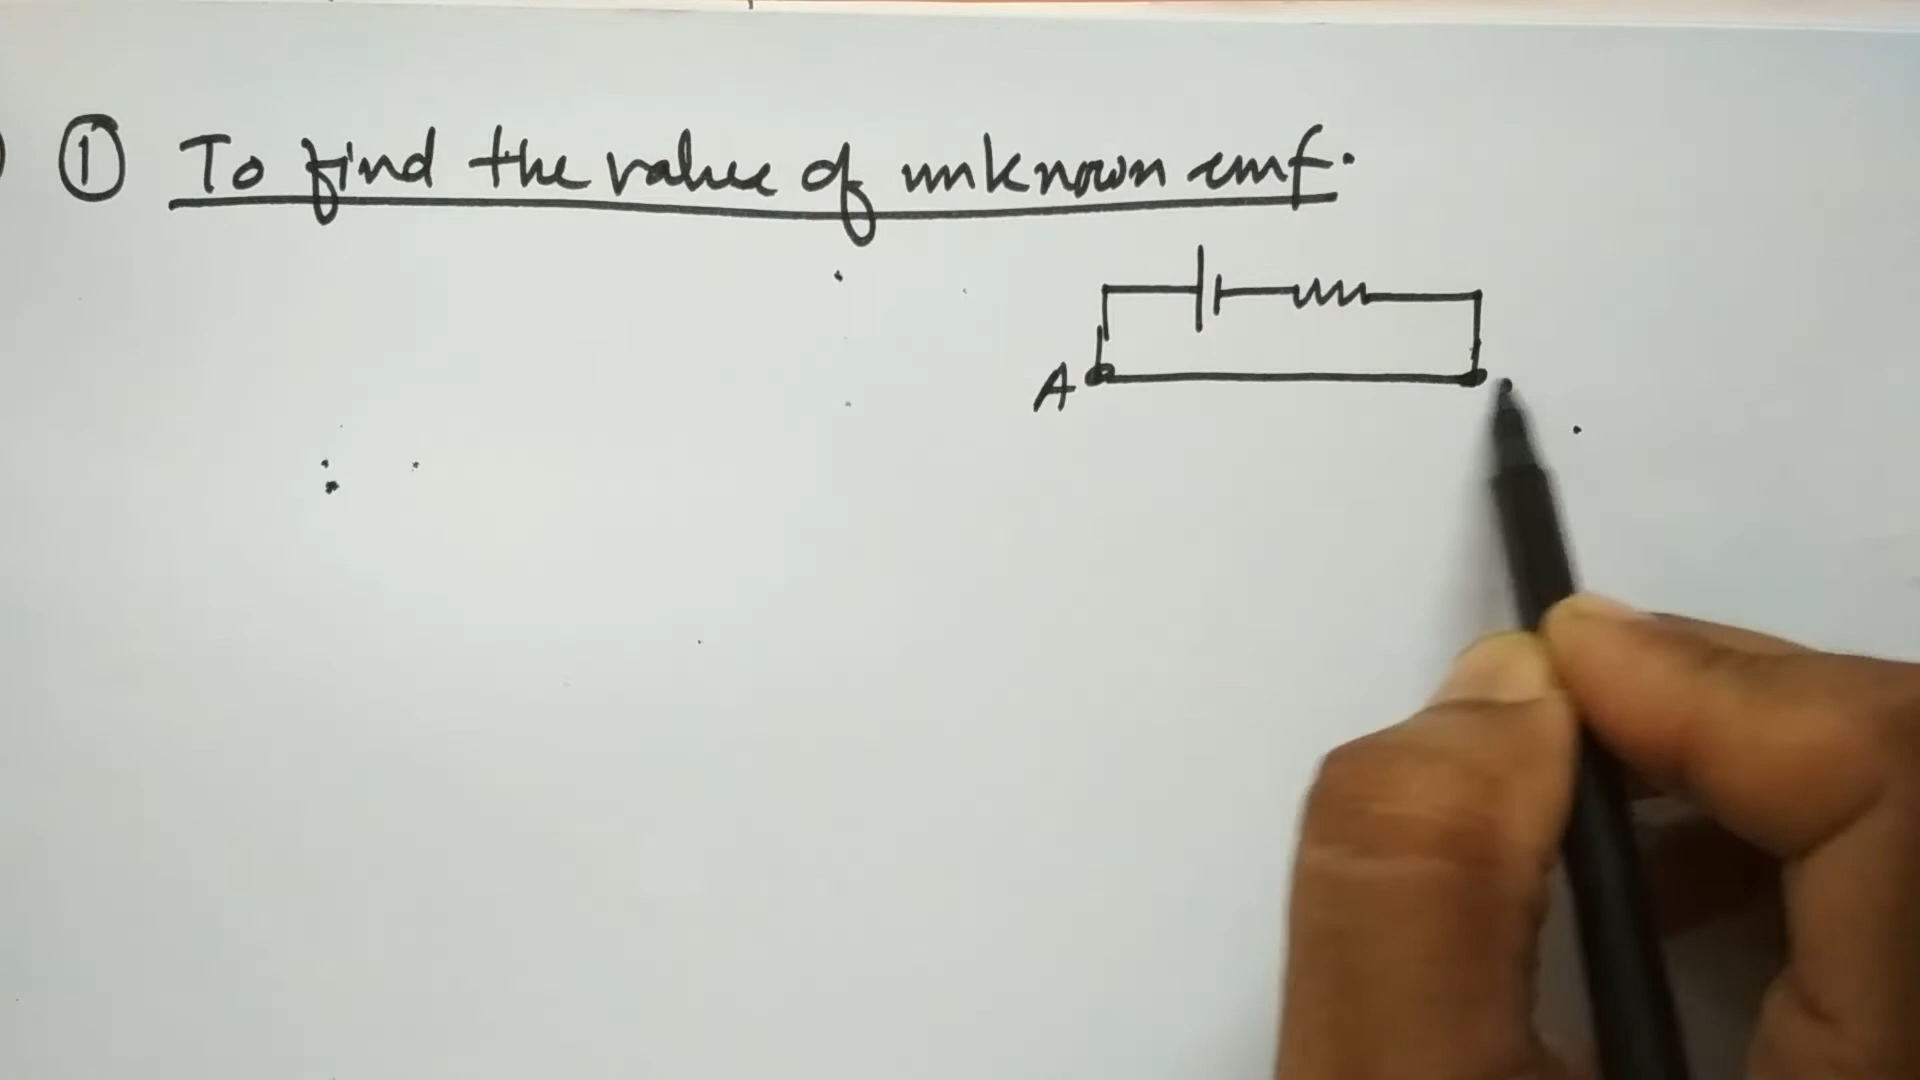 ① To find the value of unknown emf.
A